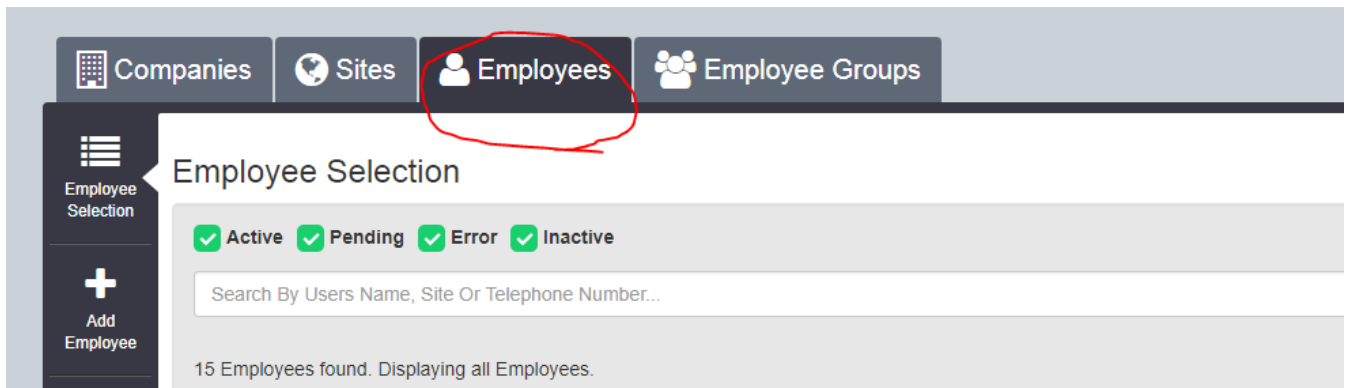 Companies Sites Employees Employee Groups
Employee
Selection
Employee Selection
Active Pending Error Inactive
Search By Users Name, Site Or Telephone Number...
Add
Employee
15 Employees found. Displaying all Employees.